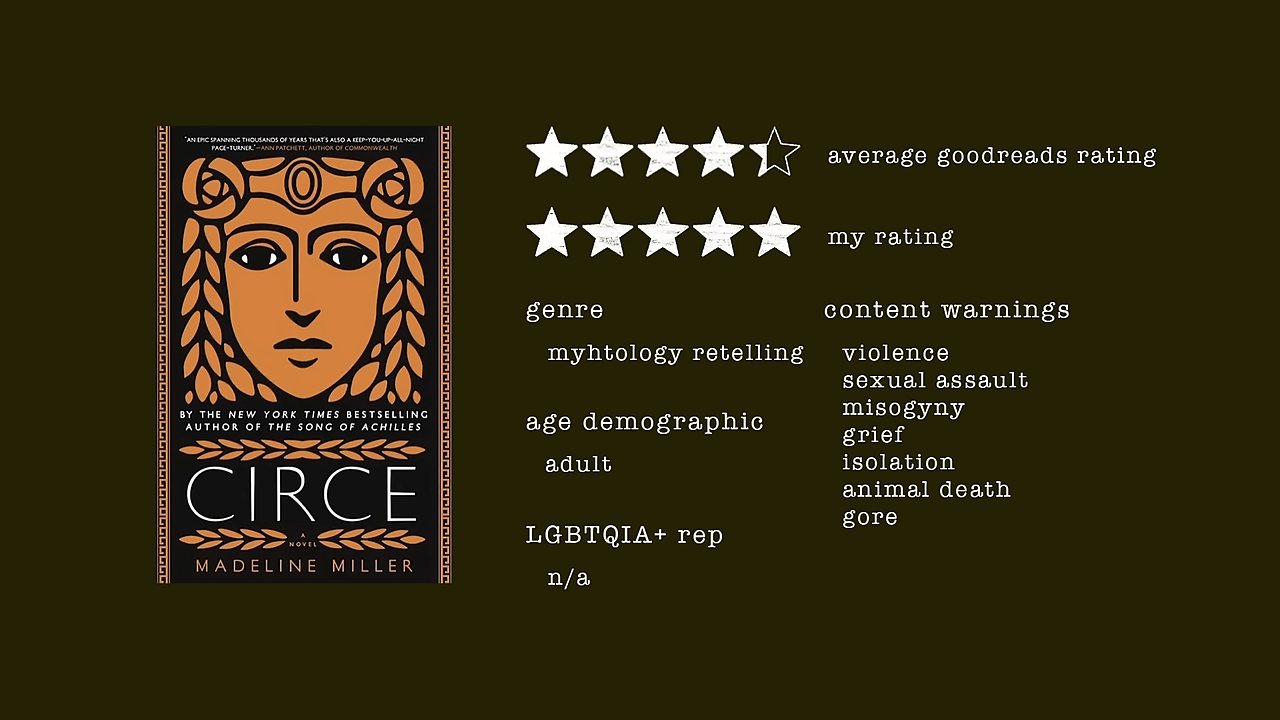 "AN EPIC SPANNING THOUSANDS OF YEARS THAT'S ALSO A KEEP-YOU-UP-ALL-NIGHT
PAGE-TURNER."—ANN PATCHETT, AUTHOR OF COMMONWEALTH
BY THE NEW YORK TIMES BESTSELLING
AUTHOR OF THE SONG OF ACHILLES
CIRCE
A
NOVEL
MADELINE MILLER
average goodreads rating
my rating
genre
myhtology retelling
age demographic
adult
LGBTQIA+ rep
n/a
content warnings
violence
sexual assault
misogyny
grief
isolation
animal death
gore